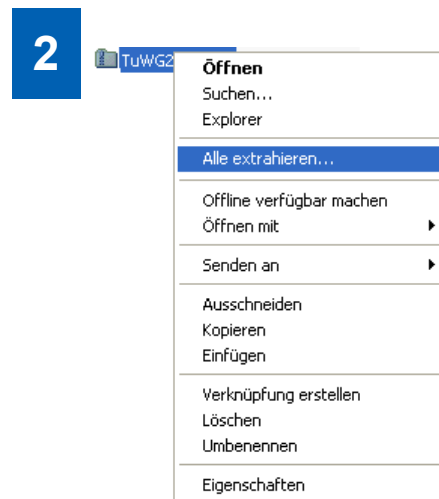 2
TuWG2
Öffnen
Suchen...
Explorer
Alle extrahieren...
Offline verfügbar machen
Öffnen mit
Senden an
Ausschneiden
Kopieren
Einfügen
Verknüpfung erstellen
Löschen
Umbenennen
Eigenschaften